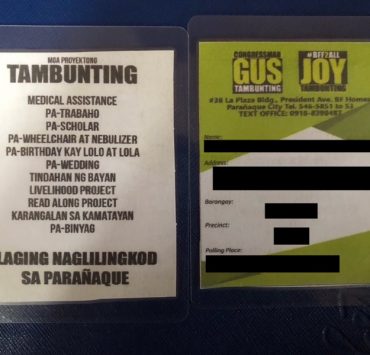 MGA PROYEKTONG
TAMBUNTING
MEDICAL ASSISTANCE
PA-TRABAHO
PA-SCHOLAR
PA-WHEELCHAIR AT NEBULIZER
PA-BIRTHDAY KAY LOLO AT LOLA
PA-WEDDING
TINDAHAN NG BAYAN
LIVELIHOOD PROJECT
READ ALONG PROJECT
KARANGALAN SA KAMATAYAN
PA-BINYAG
LAGING NAGLILINGKOD
SA PARAÑAQUE
CONGRESSMAN
GUS
TAMBUNTING
#BFF2ALL
JOY
TAMBUNTING
#26 La Plaza Bldg., President Ave. BF Homes
Parañaque City Tel. 546-5851 to 53
TEXT OFFICE: 0910-8390487
Name:
Address:
Barangay:
Precinct:
Polling Place: